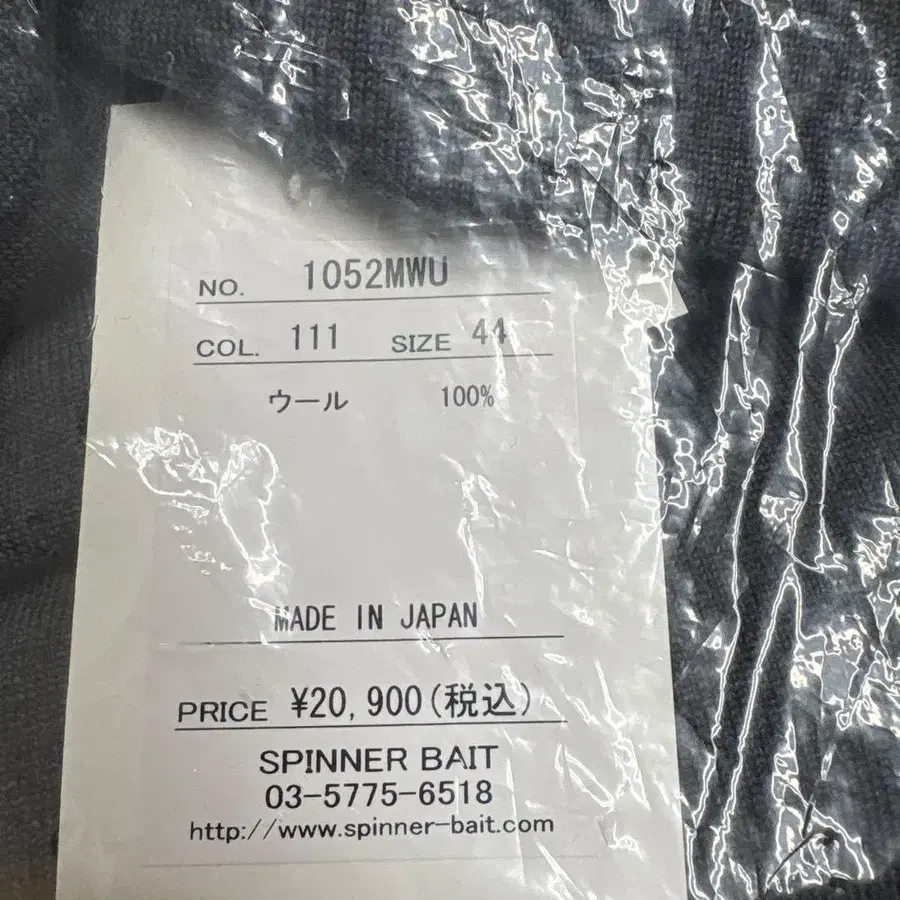 NO. 1052MWU
COL. 111 SIZE 44
ウール 100%
MADE IN JAPAN
PRICE ¥20,900(税込)
SPINNER BAIT
03-5775-6518
http://www.spinner-bait.com